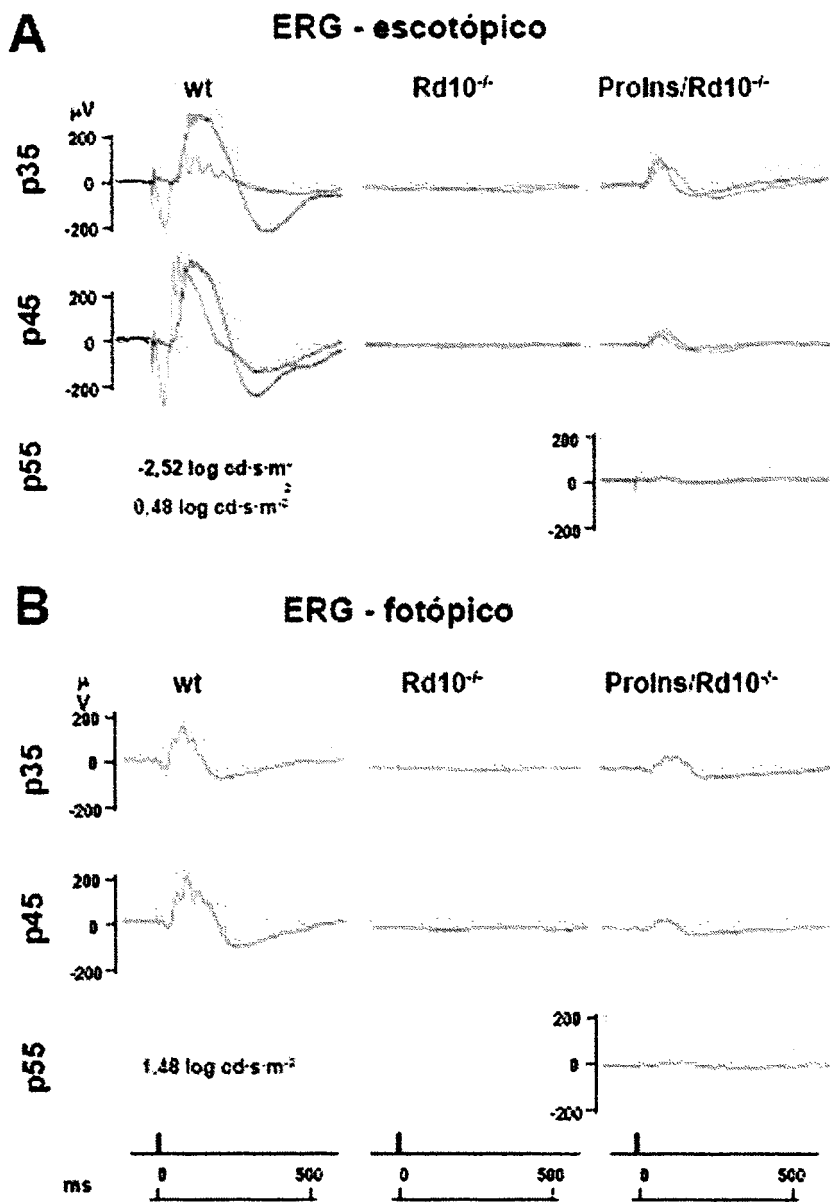 A
ERG - escotópico
wt Rd10-/- ProIns/Rd10-/-
µV
p35
200
0
-200
p45
200
0
-200
p55
-2,52 log cd·s·m-2
0,48 log cd·s·m-2
200
0
-200
B
ERG - fotópico
µV
wt Rd10-/- ProIns/Rd10-/-
p35
200
0
-200
p45
200
0
-200
p55
1,48 log cd·s·m-2
200
0
-200
ms
0 500 0 500 0 500